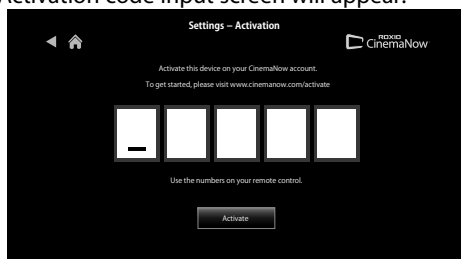 Activation code input screen will appear.
Settings – Activation
ROXIO
CinemaNow
Activate this device on your CinemaNow account.
To get started, please visit www.cinemanow.com/activate
Use the numbers on your remote control.
Activate